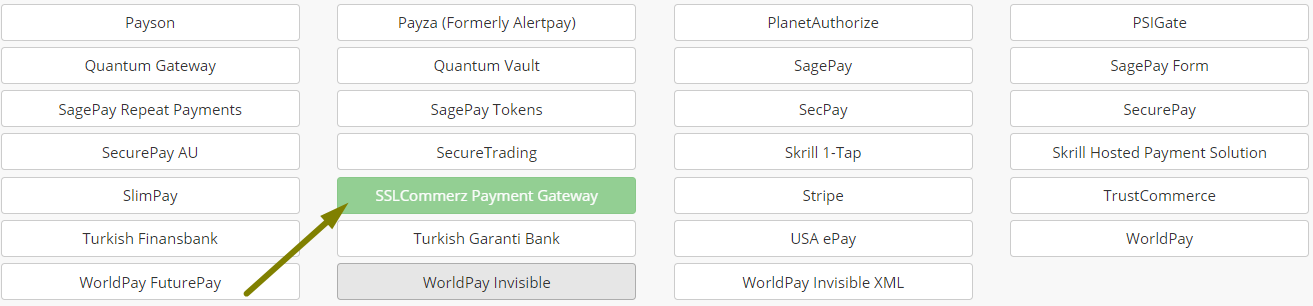 Payson
Payza (Formerly Alertpay)
PlanetAuthorize
PSIGate
Quantum Gateway
Quantum Vault
SagePay
SagePay Form
SagePay Repeat Payments
SagePay Tokens
SecPay
SecurePay
SecurePay AU
SecureTrading
Skrill 1-Tap
Skrill Hosted Payment Solution
SlimPay
SSLCommerz Payment Gateway
Stripe
TrustCommerce
Turkish Finansbank
Turkish Garanti Bank
USA ePay
WorldPay
WorldPay FuturePay
WorldPay Invisible
WorldPay Invisible XML